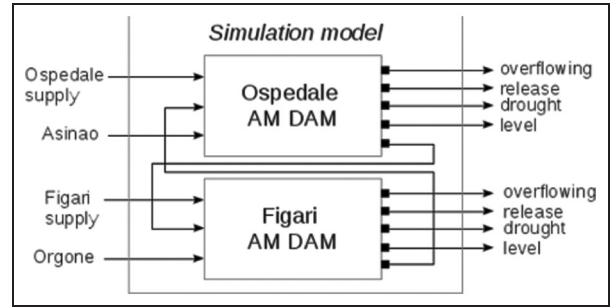 Simulation model
Ospedale
supply
Asinao
Ospedale
AM DAM
overflowing
release
drought
level
Figari
supply
Orgone
Figari
AM DAM
overflowing
release
drought
level